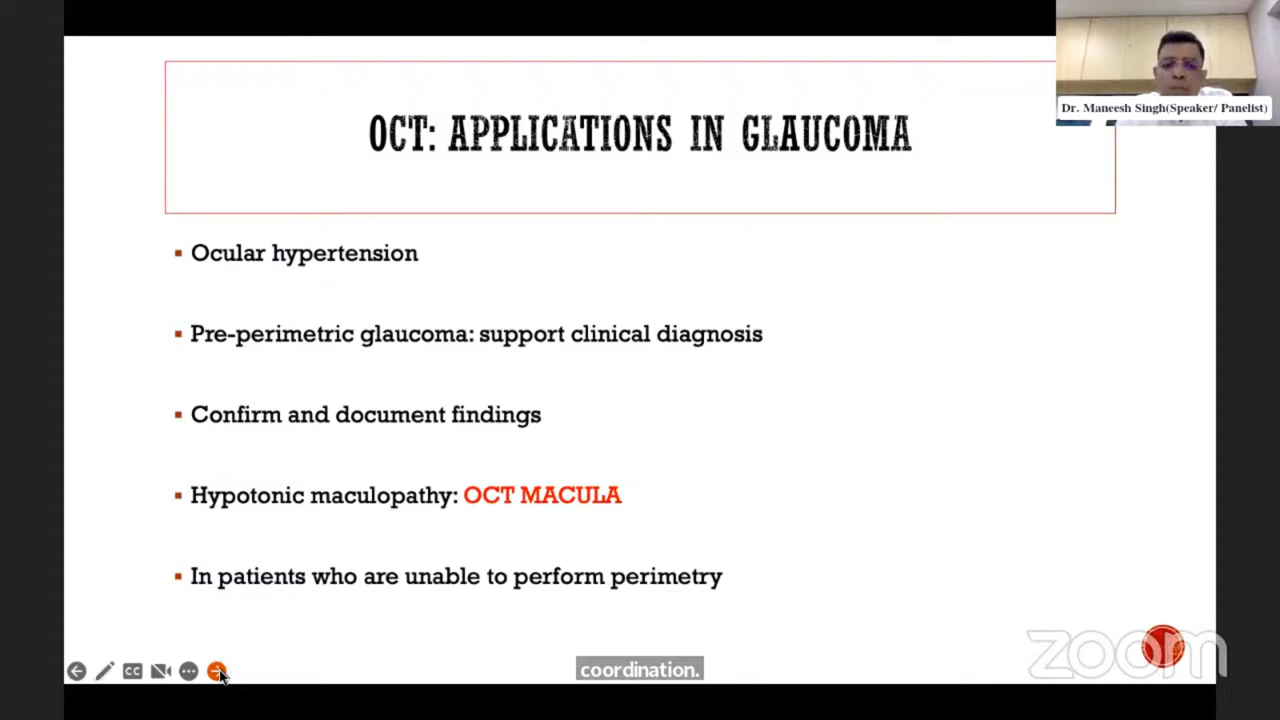 Dr. Maneesh Singh(Speaker/ Panelist)
OCT: APPLICATIONS IN GLAUCOMA
▪ Ocular hypertension
▪ Pre-perimetric glaucoma: support clinical diagnosis
▪ Confirm and document findings
▪ Hypotonic maculopathy: OCT MACULA
▪ In patients who are unable to perform perimetry
CC
coordination.
zoom